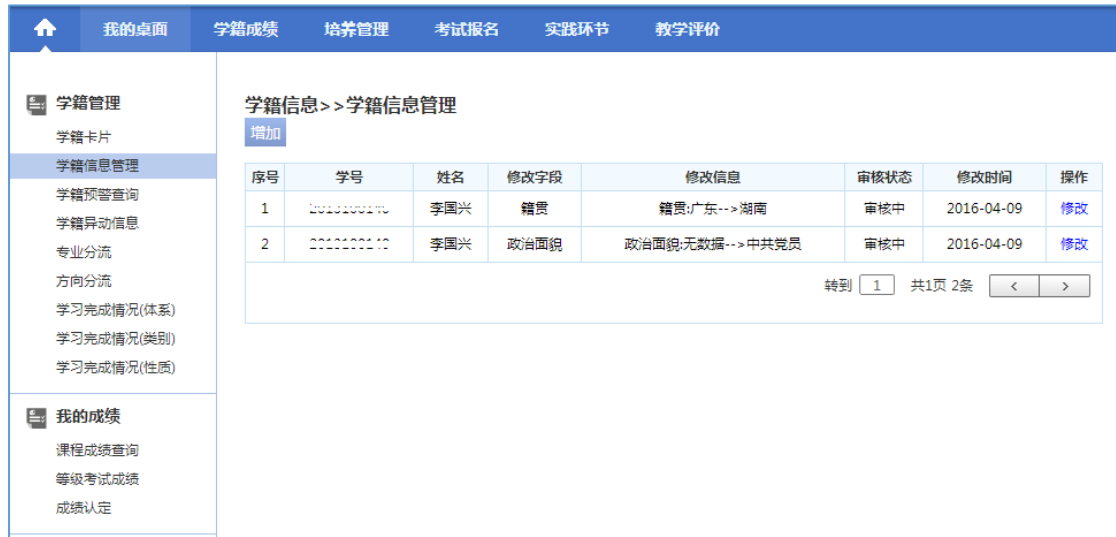 我的桌面 学籍成绩 培养管理 考试报名 实践环节 教学评价
学籍管理
学籍卡片
学籍信息管理
学籍预警查询
学籍异动信息
专业分流
方向分流
学习完成情况(体系)
学习完成情况(类别)
学习完成情况(性质)
我的成绩
课程成绩查询
等级考试成绩
成绩认定
学籍信息>>学籍信息管理
增加
序号 学号 姓名 修改字段 修改信息 审核状态 修改时间 操作
1 李国兴 籍贯 籍贯:广东-->湖南 审核中 2016-04-09 修改
2 李国兴 政治面貌 政治面貌:无数据-->中共党员 审核中 2016-04-09 修改
转到 1 共1页 2条 < >